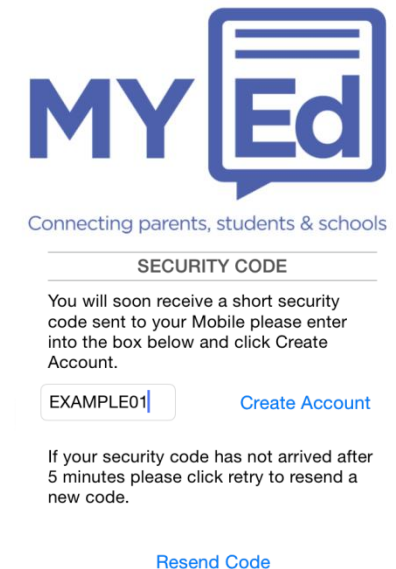 MY Ed
Connecting parents, students & schools
SECURITY CODE
You will soon receive a short security
code sent to your Mobile please enter
into the box below and click Create
Account.
EXAMPLE01 Create Account
If your security code has not arrived after
5 minutes please click retry to resend a
new code.
Resend Code